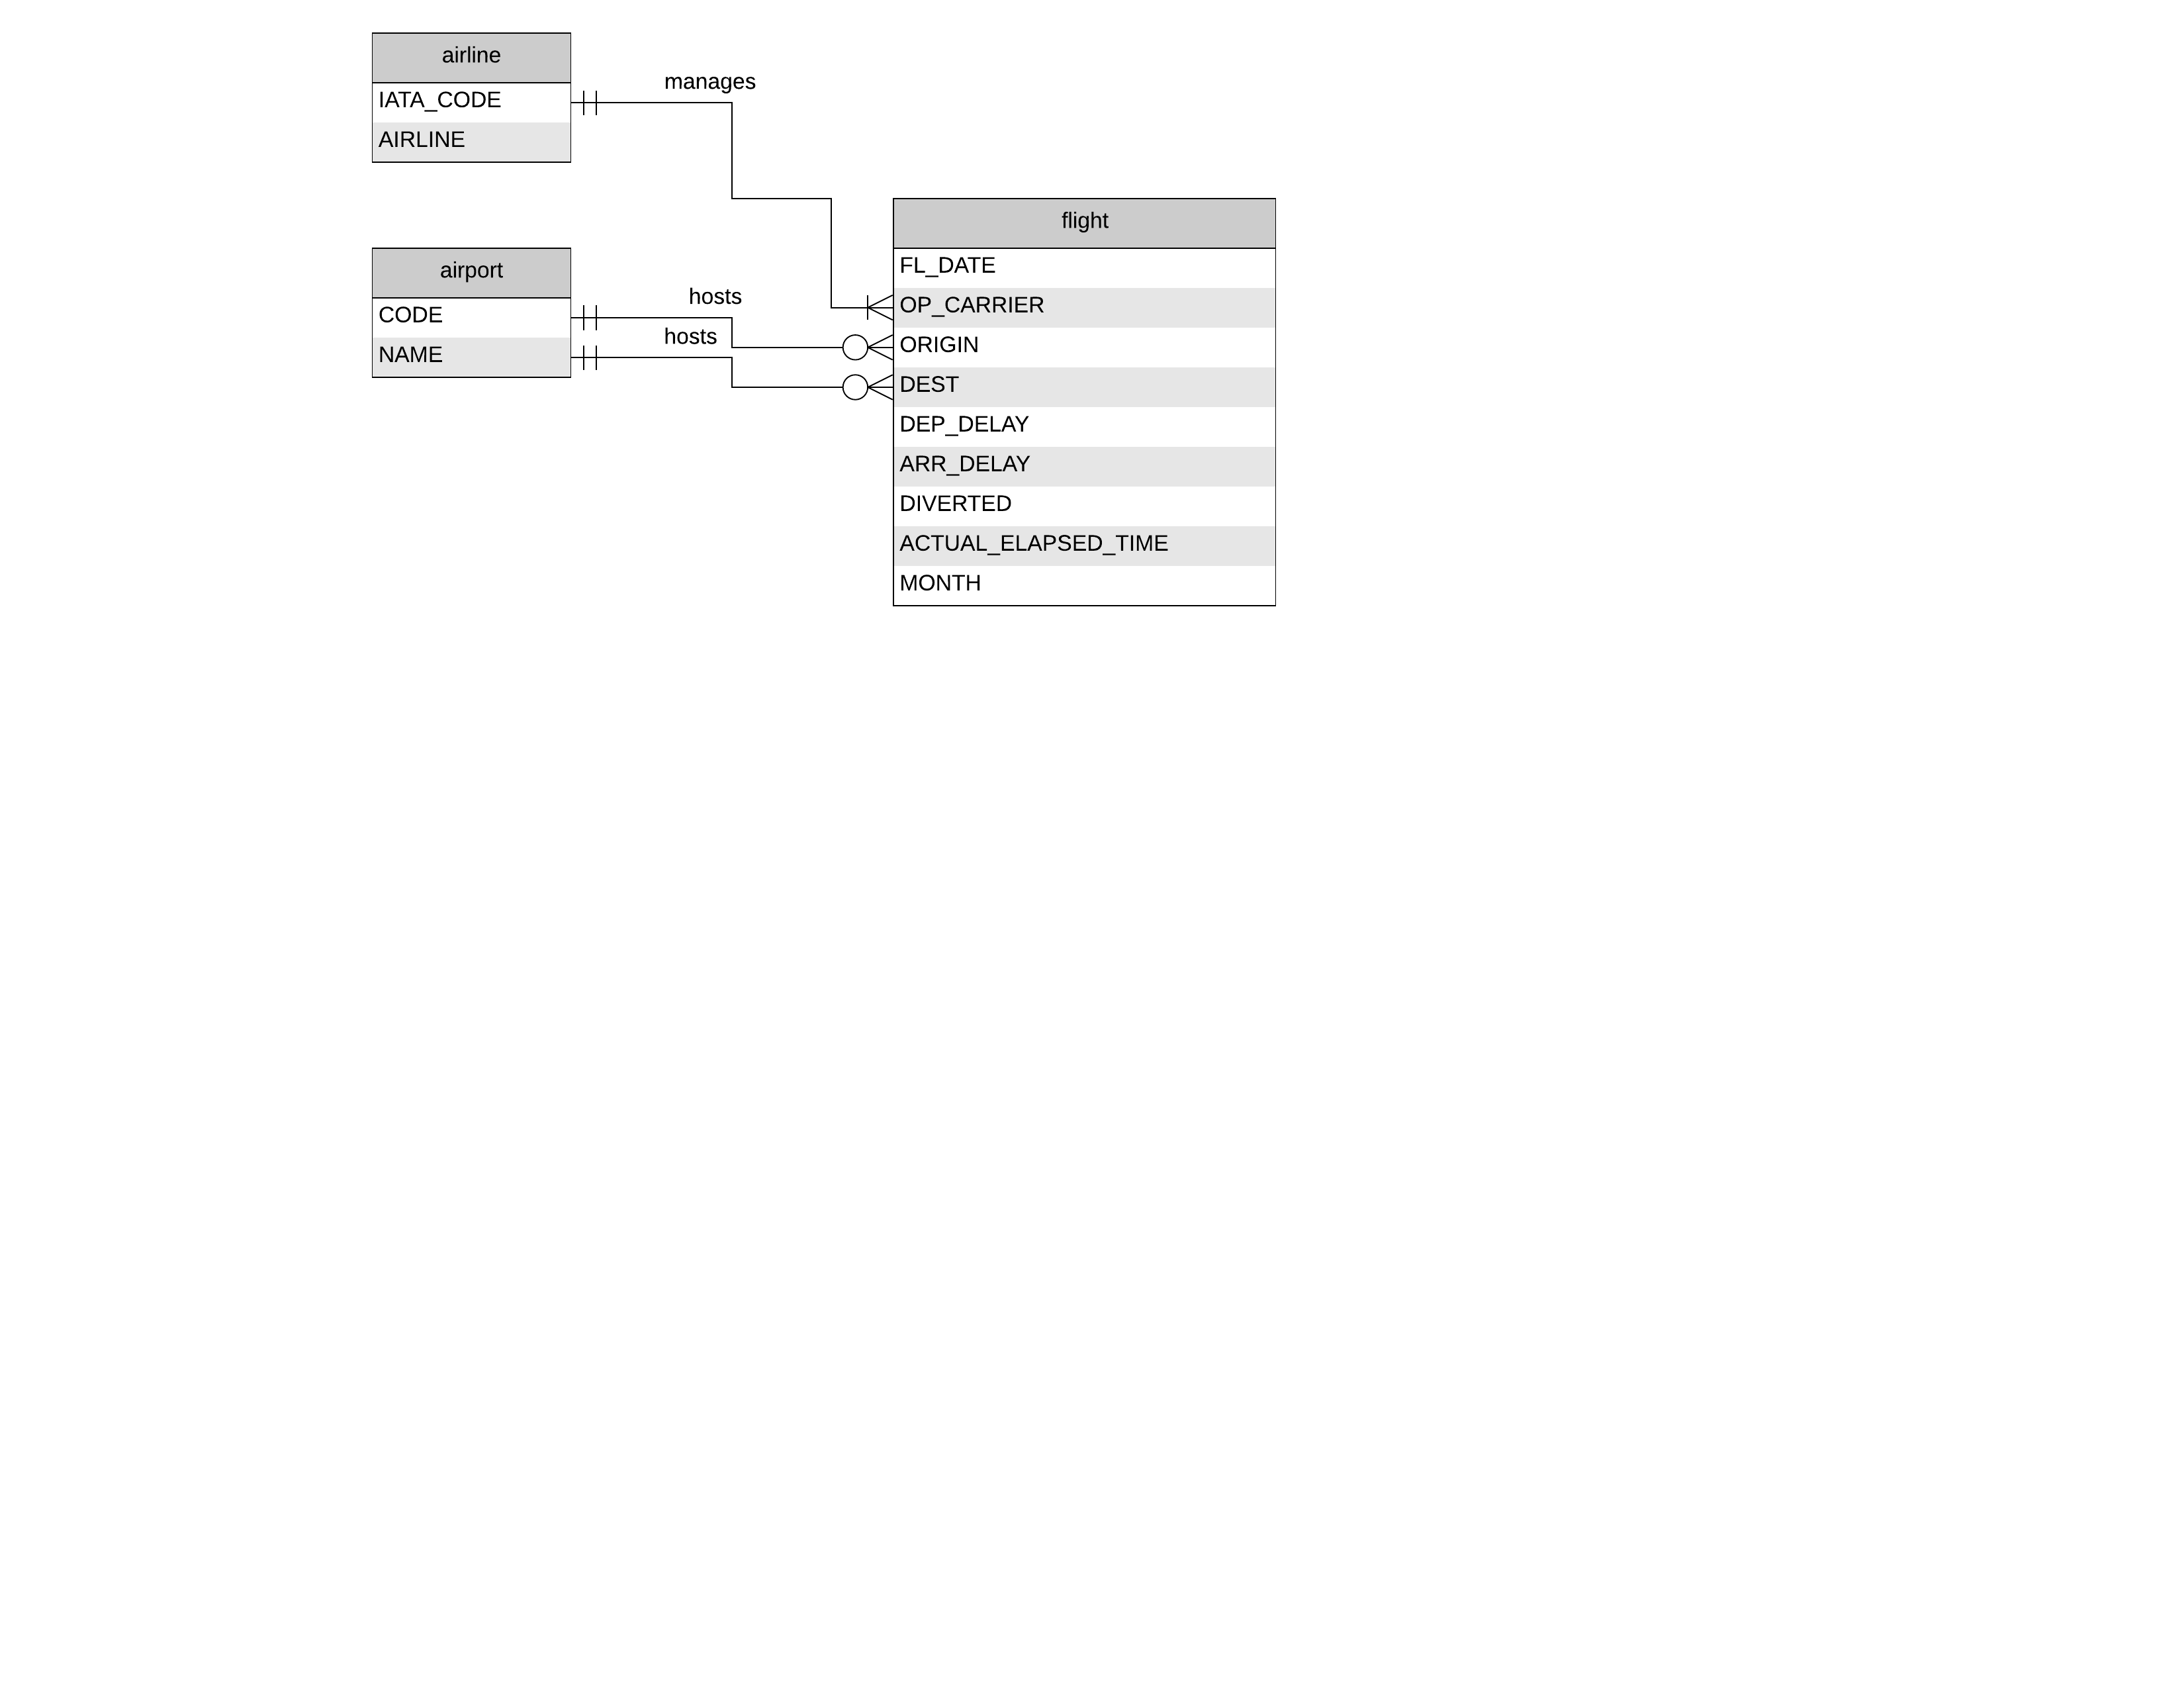 airline
IATA_CODE
AIRLINE
manages
airport
CODE
NAME
hosts
hosts
flight
FL_DATE
OP_CARRIER
ORIGIN
DEST
DEP_DELAY
ARR_DELAY
DIVERTED
ACTUAL_ELAPSED_TIME
MONTH